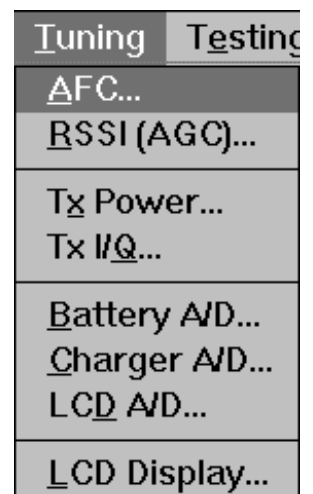 Tuning Testing
AFC...
RSSI (AGC)...
Tx Power...
Tx I/Q...
Battery A/D...
Charger A/D...
LCD A/D...
LCD Display...